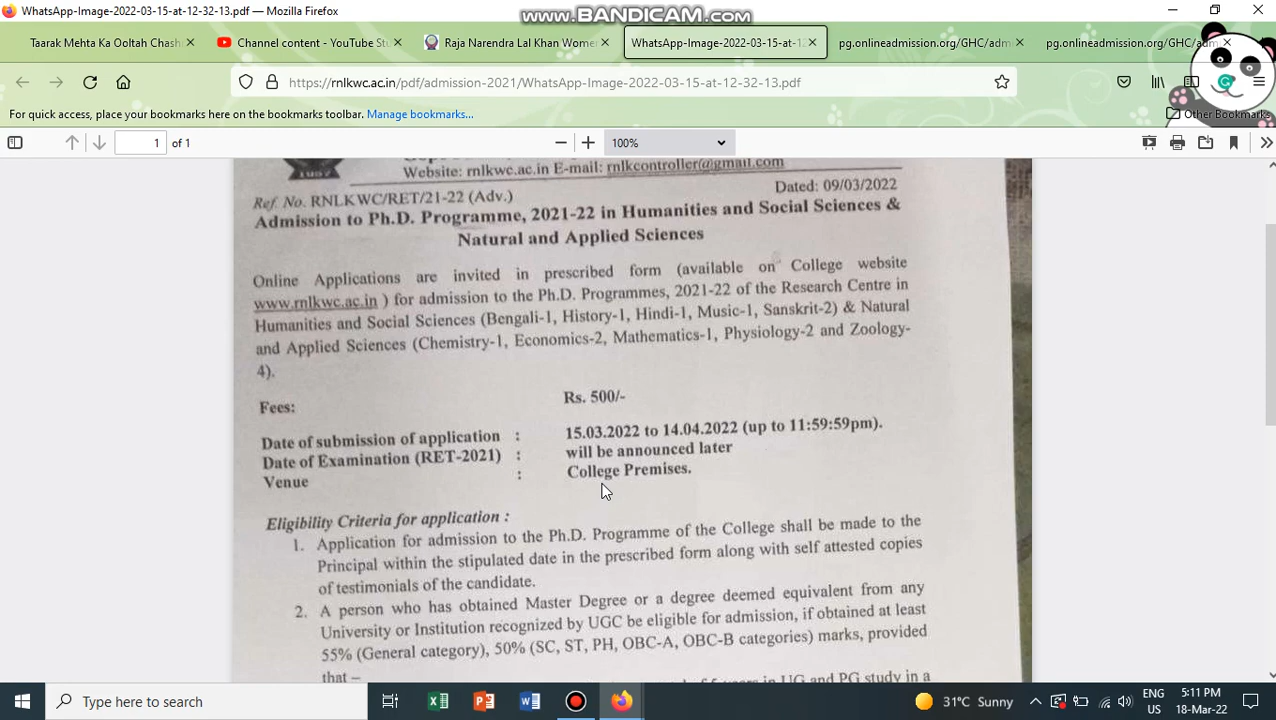 WhatsApp-Image-2022-03-15-at-12-32-13.pdf — Mozilla Firefox
www.BANDICAM.com
Taarak Mehta Ka Ooltah Chash
Channel content - YouTube St
Raja Narendra Lal Khan Wome
WhatsApp-Image-2022-03-15-at-12
pg.onlineadmission.org/GHC/adm
pg.onlineadmission.org/GHC/adm
https://rnlkwc.ac.in/pdf/admission-2021/WhatsApp-Image-2022-03-15-at-12-32-13.pdf
For quick access, place your bookmarks here on the bookmarks toolbar. Manage bookmarks...
Other Bookmarks
1 of 1
100%
Website: rnlkwc.ac.in E-mail: rnlkcontroller@gmail.com
Ref. No. RNLKWC/RET/21-22 (Adv.)
Dated: 09/03/2022
Admission to Ph.D. Programme, 2021-22 in Humanities and Social Sciences &
Natural and Applied Sciences
Online Applications are invited in prescribed form (available on College website
www.rnlkwc.ac.in ) for admission to the Ph.D. Programmes, 2021-22 of the Research Centre in
Humanities and Social Sciences (Bengali-1, History-1, Hindi-1, Music-1, Sanskrit-2) & Natural
and Applied Sciences (Chemistry-1, Economics-2, Mathematics-1, Physiology-2 and Zoology-
4).
Fees: Rs. 500/-
Date of submission of application : 15.03.2022 to 14.04.2022 (up to 11:59:59pm).
Date of Examination (RET-2021) : will be announced later
Venue : College Premises.
Eligibility Criteria for application :
1. Application for admission to the Ph.D. Programme of the College shall be made to the
Principal within the stipulated date in the prescribed form along with self attested copies
of testimonials of the candidate.
2. A person who has obtained Master Degree or a degree deemed equivalent from any
University or Institution recognized by UGC be eligible for admission, if obtained at least
55% (General category), 50% (SC, ST, PH, OBC-A, OBC-B categories) marks, provided
that –
in UG and PG study in a
Type here to search
31°C Sunny
ENG
US
5:11 PM
18-Mar-22